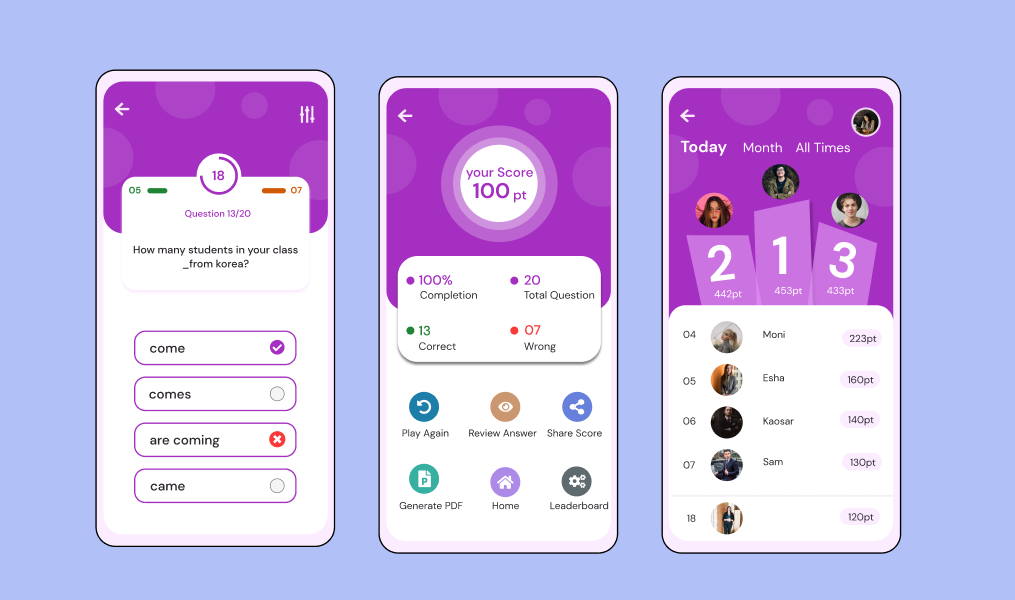 18
05
07
Question 13/20
How many students in your class
_from korea?
come
comes
are coming
came
your Score
100 pt
100%
Completion
20
Total Question
13
Correct
07
Wrong
Play Again
Review Answer
Share Score
P
Generate PDF
Home
Leaderboard
Today Month All Times
2
442pt
1
453pt
3
433pt
04 Moni 223pt
05 Esha 160pt
06 Kaosar 140pt
07 Sam 130pt
18 120pt